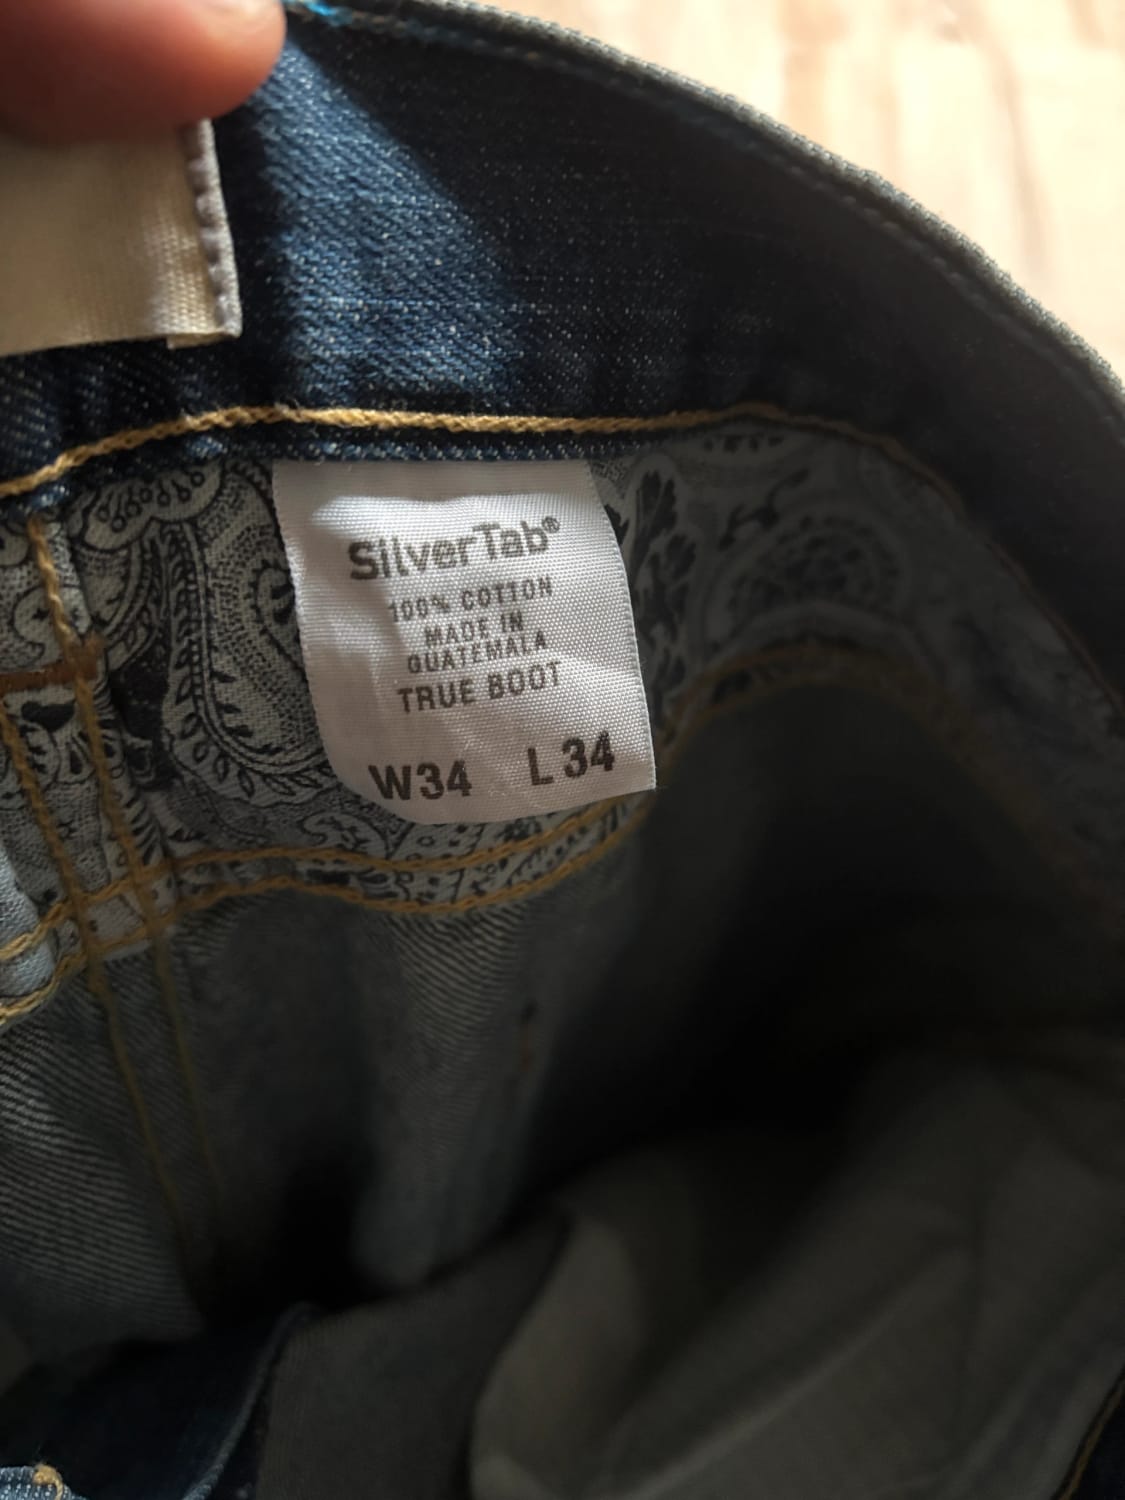 SilverTab®
100% COTTON
MADE IN
GUATEMALA
TRUE BOOT
W34 L34